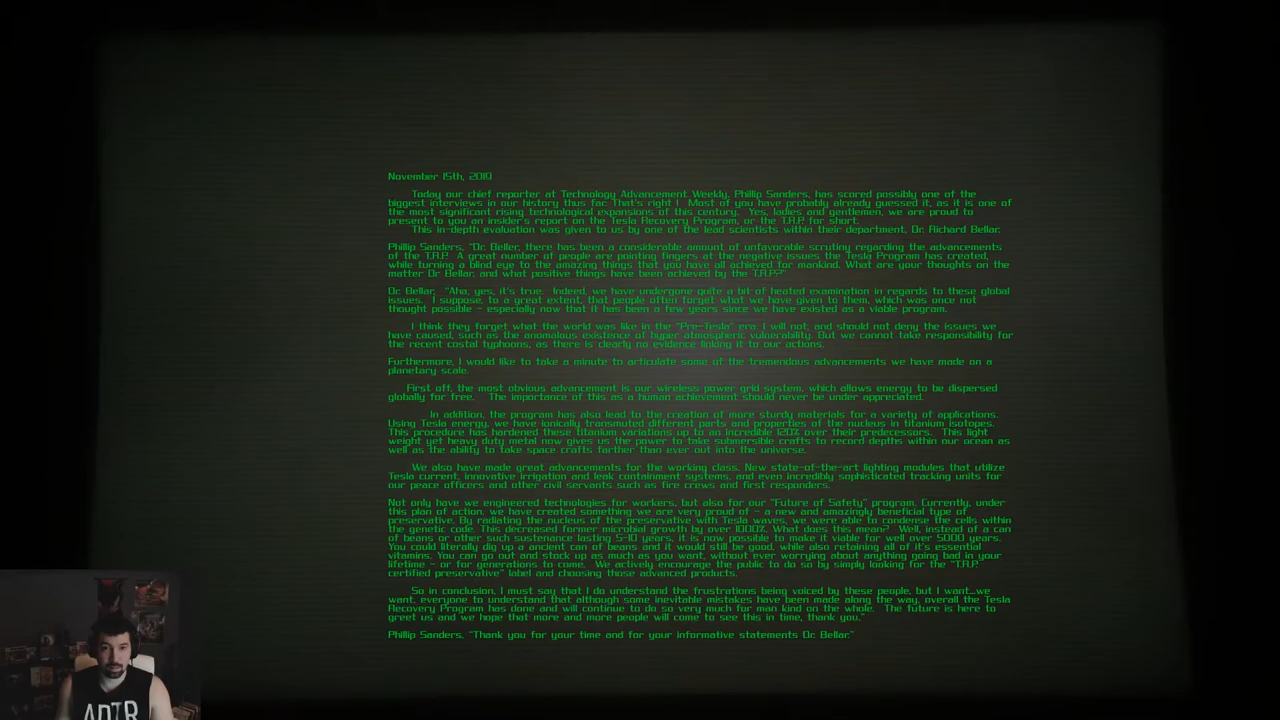 November 15th, 2019
Today our chief reporter at Technology Advancement Weekly, Phillip Sanders, has scored possibly one of the
biggest interviews in our history thus far. That's right ! Most of you have probably already guessed it, as it is one of
the most significant rising technological expansions of this century. Yes, ladies and gentlemen, we are proud to
present to you an insider's report on the Tesla Recovery Program, or the T.R.P. for short.
This in-depth evaluation was given to us by one of the lead scientists within their department, Dr. Richard Bellar.
Phillip Sanders, "Dr. Beller, there has been a considerable amount of unfavorable scrutiny regarding the advancements
of the T.R.P. A great number of people are pointing fingers at the negative issues the Tesla Program has created,
while turning a blind eye to the amazing things that you have all achieved for mankind. What are your thoughts on the
matter Dr Bellar, and what positive things have been achieved by the T.R.P?"
Dr. Bellar, "Aha, yes, it's true. Indeed, we have undergone quite a bit of heated examination in regards to these global
issues. I suppose, to a great extent, that people often forget what we have given to them, which was once not
thought possible - especially now that it has been a few years since we have existed as a viable program.
I think they forget what the world was like in the "Pre-Tesla" era. I will not, and should not deny the issues we
have caused, such as the anomalous existence of hyper atmospheric vulnerability. But we cannot take responsibility for
the recent costal typhoons, as there is clearly no evidence linking it to our actions.
Furthermore, I would like to take a minute to articulate some of the tremendous advancements we have made on a
planetary scale.
First off, the most obvious advancement is our wireless power grid system, which allows energy to be dispersed
globally for free. The importance of this as a human achievement should never be under appreciated.
In addition, the program has also lead to the creation of more sturdy materials for a variety of applications.
Using Tesla energy, we have ionically transmuted different parts and properties of the nucleus in titanium isotopes.
This procedure has hardened these titanium variations up to an incredible 120% over their predecessors. This light
weight yet heavy duty metal now gives us the power to take submersible crafts to record depths within our ocean as
well as the ability to take space crafts farther than ever out into the universe.
We also have made great advancements for the working class. New state-of-the-art lighting modules that utilize
Tesla current, innovative irrigation and leak containment systems, and even incredibly sophisticated tracking units for
our peace officers and other civil servants such as fire crews and first responders.
Not only have we engineered technologies for workers, but also for our "Future of Safety" program. Currently, under
this plan of action, we have created something we are very proud of - a new and amazingly beneficial type of
preservative. By radiating the nucleus of the preservative with Tesla waves, we were able to condense the cells within
the genetic code. This decreased former microbial growth by over 1000%. What does this mean? Well, instead of a can
of beans or other such sustenance lasting 5-10 years, it is now possible to make it viable for well over 5000 years.
You could literally dig up a ancient can of beans and it would still be good, while also retaining all of it's essential
vitamins. You can go out and stock up as much as you want, without ever worrying about anything going bad in your
lifetime - or for generations to come. We actively encourage the public to do so by simply looking for the "T.R.P.
certified preservative" label and choosing those advanced products.
So in conclusion, I must say that I do understand the frustrations being voiced by these people, but I want...we
want, everyone to understand that although some inevitable mistakes have been made along the way, overall the Tesla
Recovery Program has done and will continue to do so very much for man kind on the whole. The future is here to
greet us and we hope that more and more people will come to see this in time, thank you."
Phillip Sanders, "Thank you for your time and for your informative statements Dr. Bellar."
ADTR